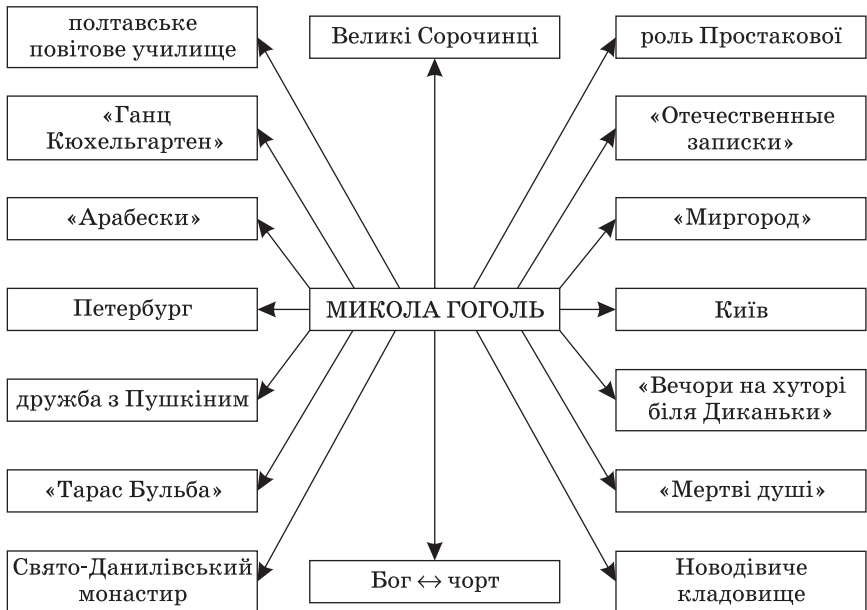 полтавське
повітове училище
Великі Сорочинці
роль Простакової
«Ганц
Кюхельгартен»
«Отечественные
записки»
«Арабески»
«Миргород»
Петербург
МИКОЛА ГОГОЛЬ
Київ
дружба з Пушкіним
«Вечори на хуторі
біля Диканьки»
«Тарас Бульба»
«Мертві душі»
Свято-Данилівський
монастир
Бог ↔ чорт
Новодівиче
кладовище